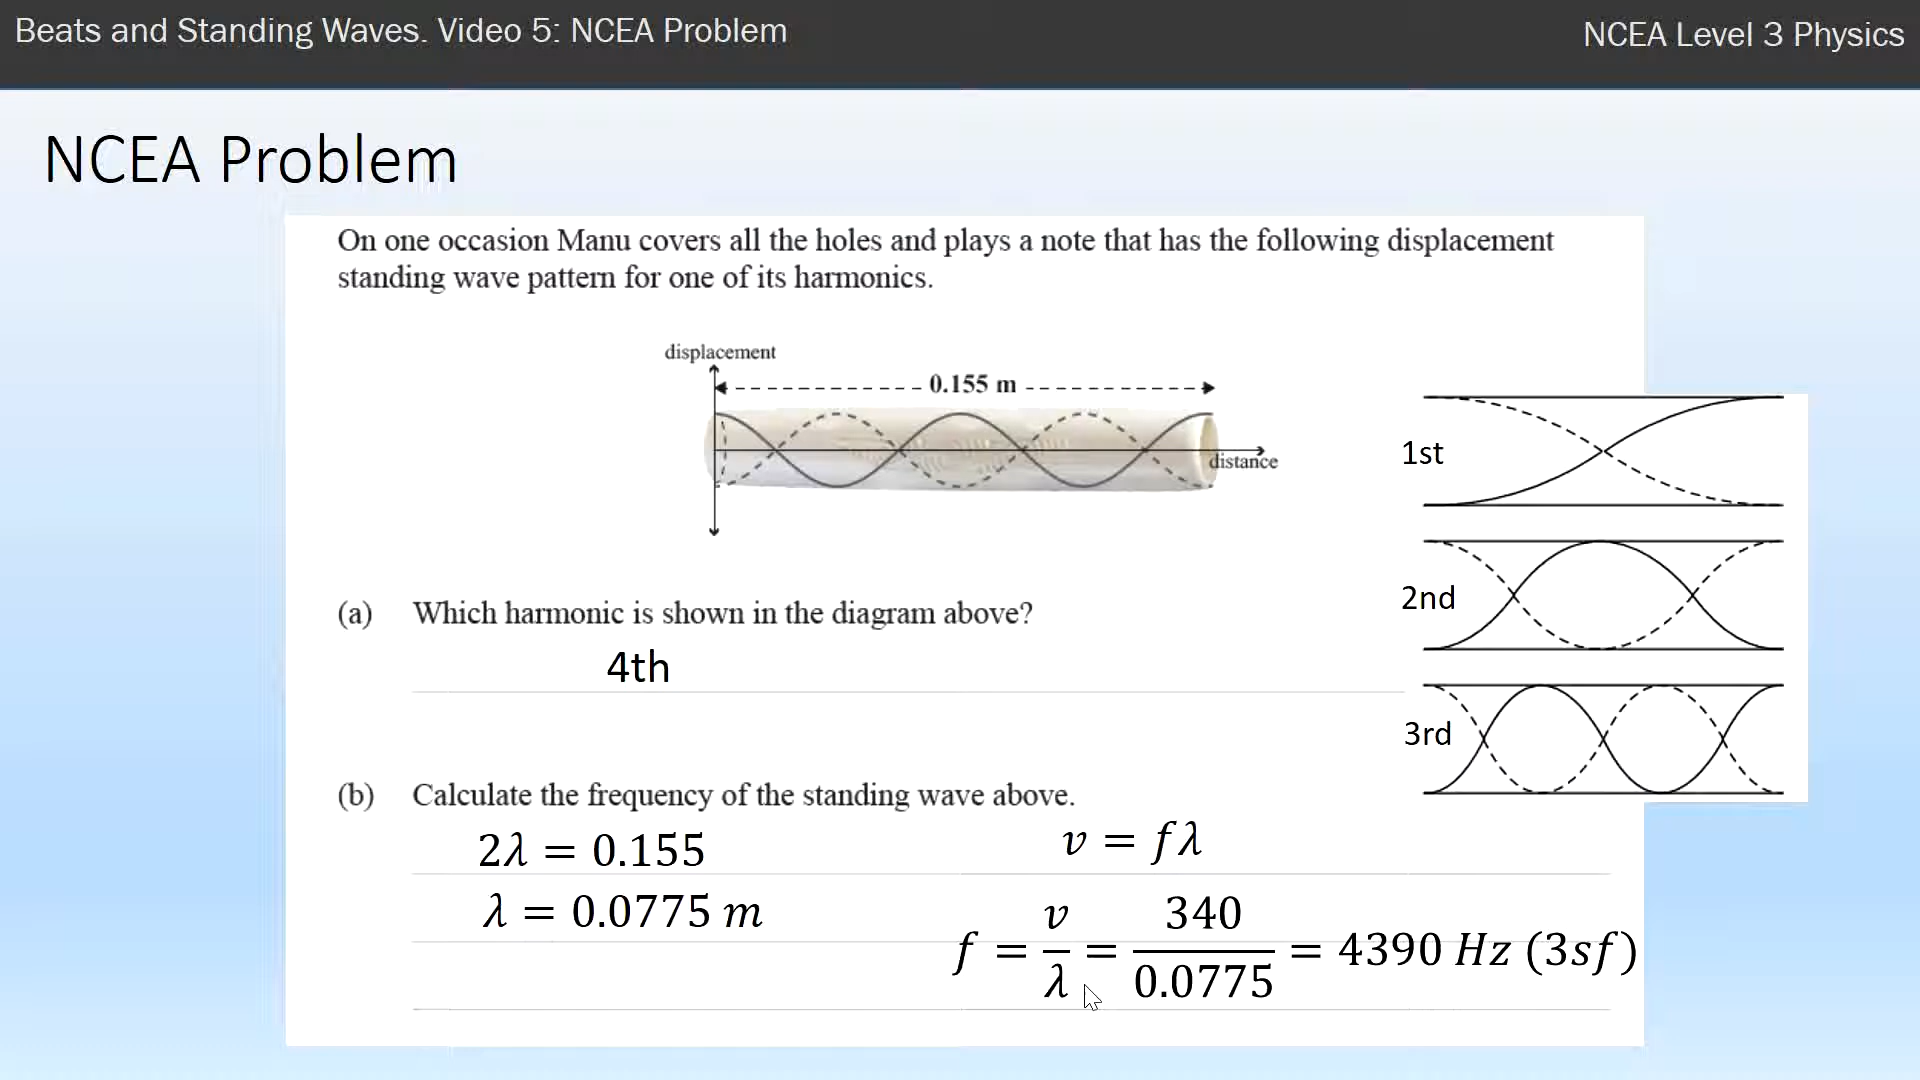 Beats and Standing Waves. Video 5: NCEA Problem
NCEA Level 3 Physics
NCEA Problem
On one occasion Manu covers all the holes and plays a note that has the following displacement
standing wave pattern for one of its harmonics.
displacement
0.155 m
distance
1st
2nd
3rd
(a) Which harmonic is shown in the diagram above?
4th
(b) Calculate the frequency of the standing wave above.
2λ = 0.155
λ = 0.0775 m
v = fλ
f = v/λ = 340/0.0775 = 4390 Hz (3sf)